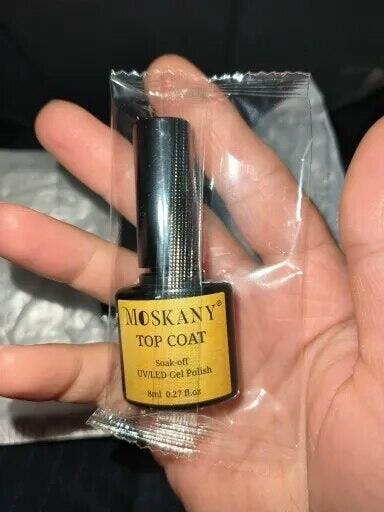 MOSKANY®
TOP COAT
Soak-off
UV/LED Gel Polish
8ml 0.27 fl.oz